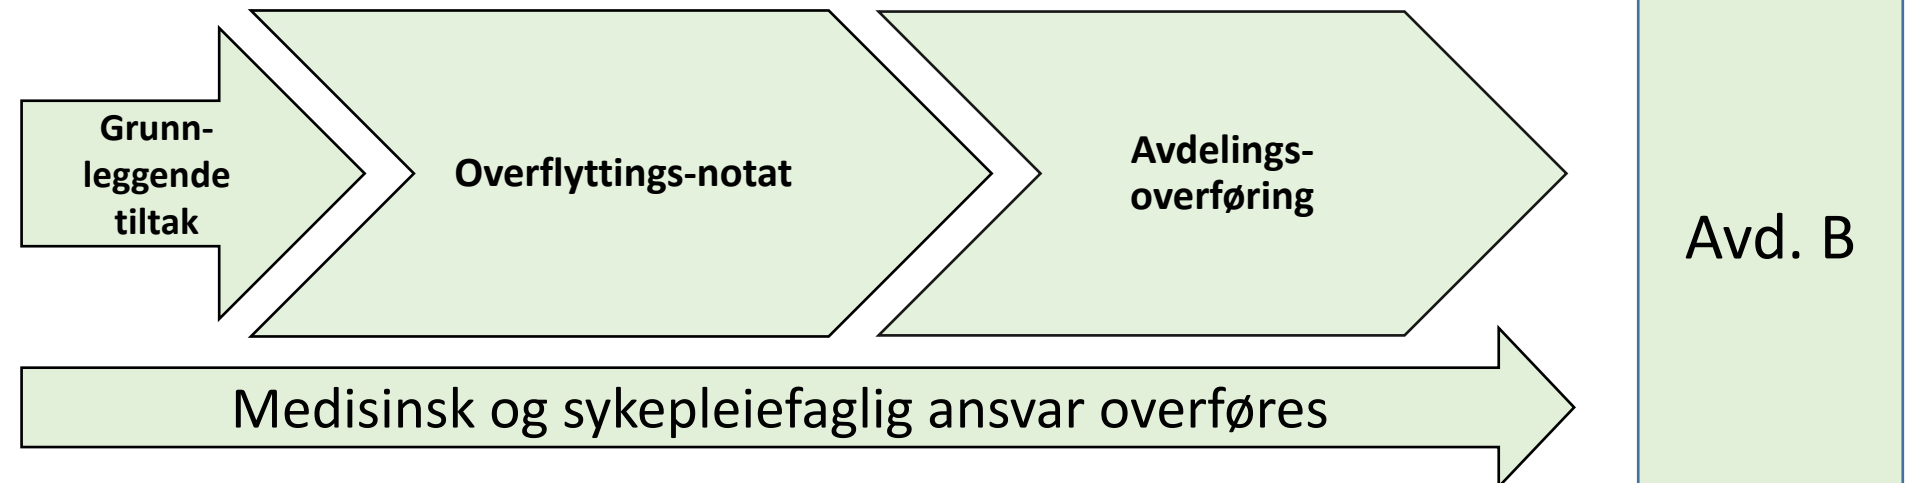 Grunn-
leggende
tiltak
Overflyttings-notat
Avdelings-
overføring
Avd. B
Medisinsk og sykepleiefaglig ansvar overføres